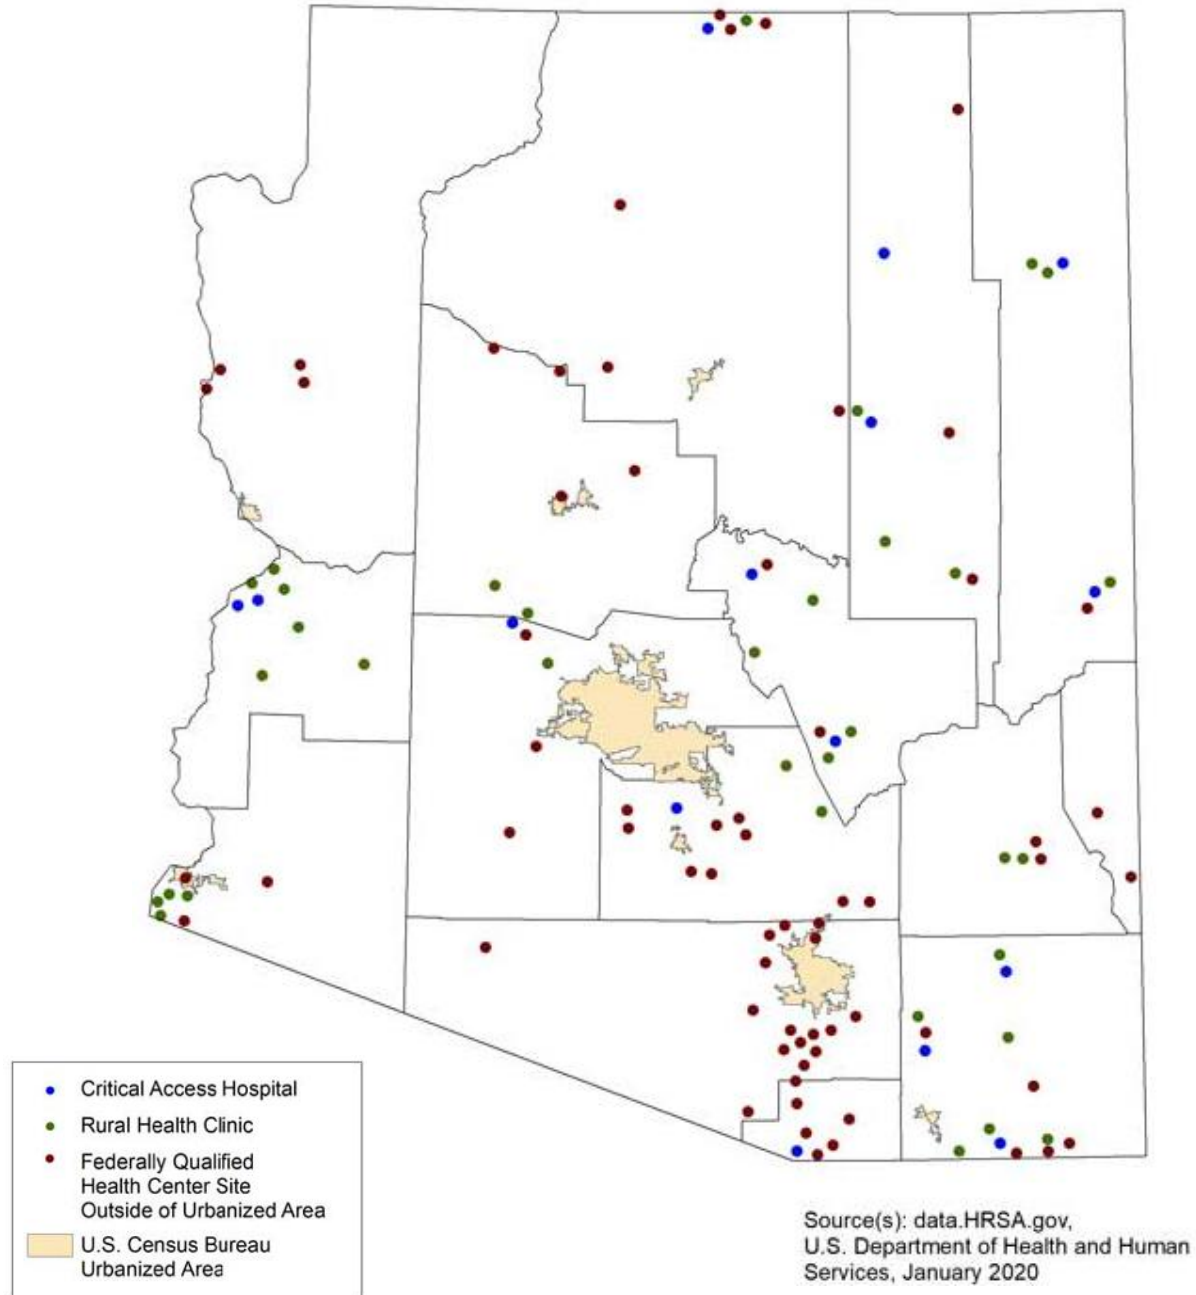 Critical Access Hospital
Rural Health Clinic
Federally Qualified
Health Center Site
Outside of Urbanized Area
U.S. Census Bureau
Urbanized Area
Source(s): data.HRSA.gov,
U.S. Department of Health and Human
Services, January 2020